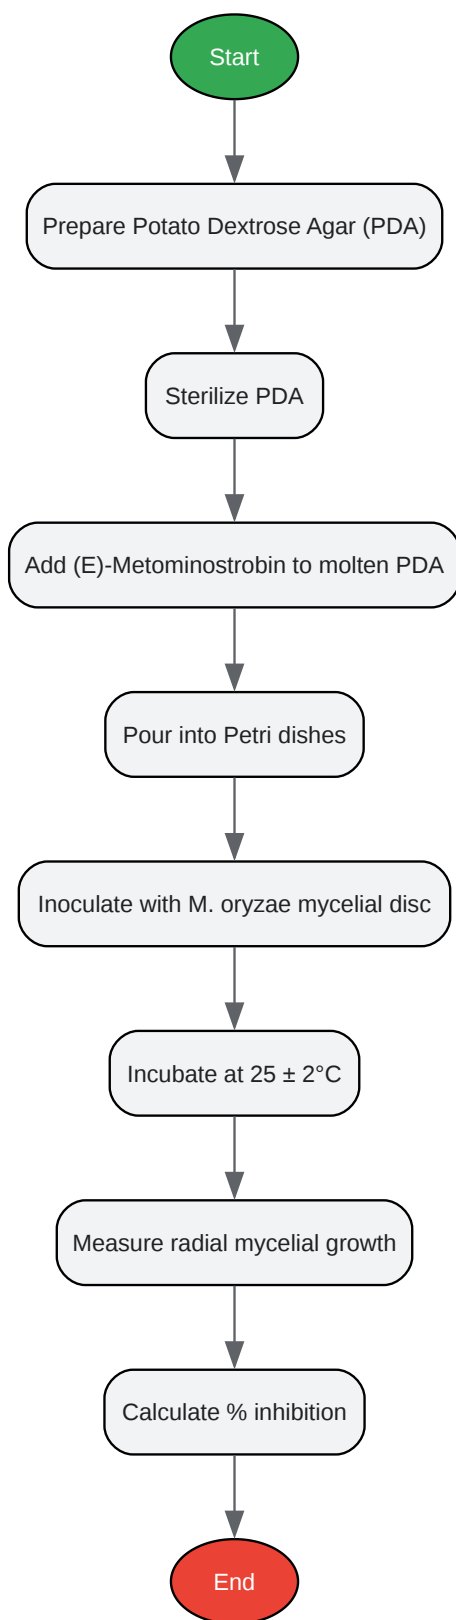 Start
Prepare Potato Dextrose Agar (PDA)
Sterilize PDA
Add (E)-Metominostrobin to molten PDA
Pour into Petri dishes
Inoculate with M. oryzae mycelial disc
Incubate at 25 ± 2°C
Measure radial mycelial growth
Calculate % inhibition
End